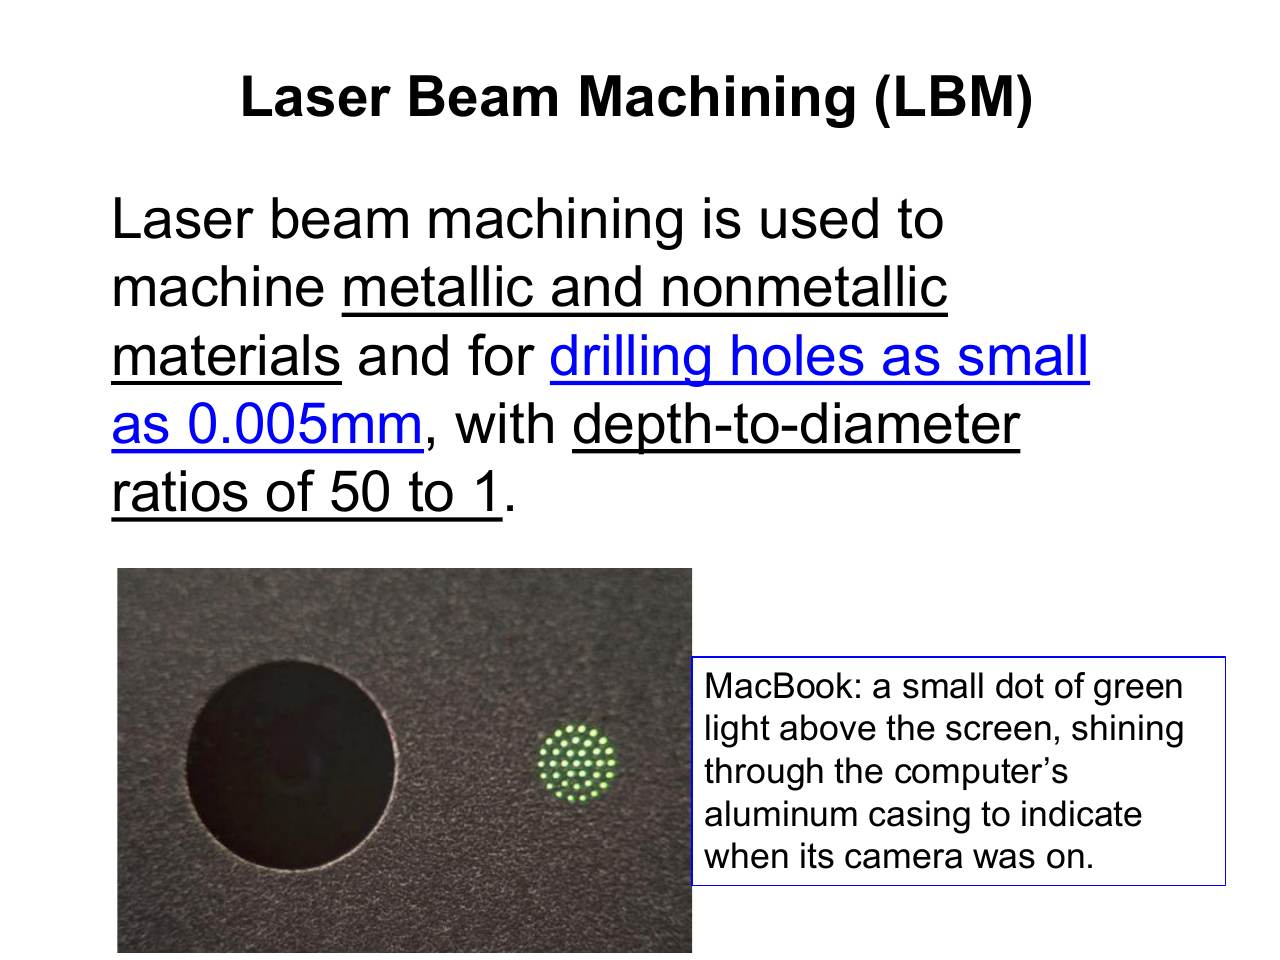 Laser Beam Machining (LBM)
Laser beam machining is used to
machine metallic and nonmetallic
materials and for drilling holes as small
as 0.005mm, with depth-to-diameter
ratios of 50 to 1.
MacBook: a small dot of green
light above the screen, shining
through the computer’s
aluminum casing to indicate
when its camera was on.